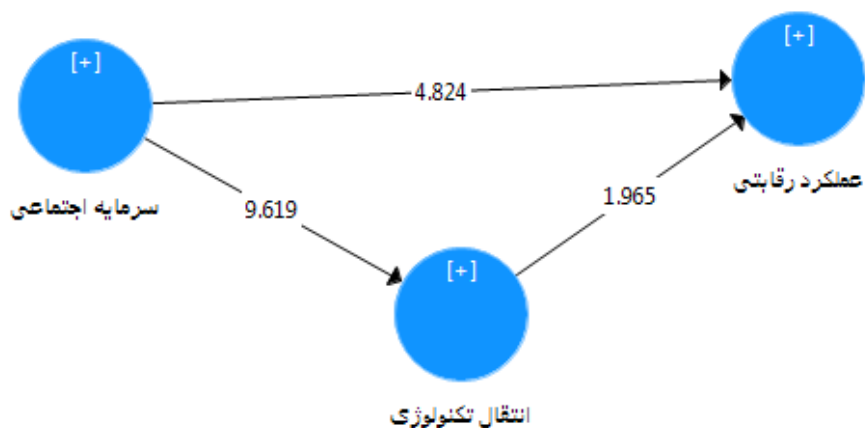 [+]
[+]
4.824
عملکرد رقابتی
سرمایه اجتماعی
9.619
1.965
[+]
انتقال تکنولوژی